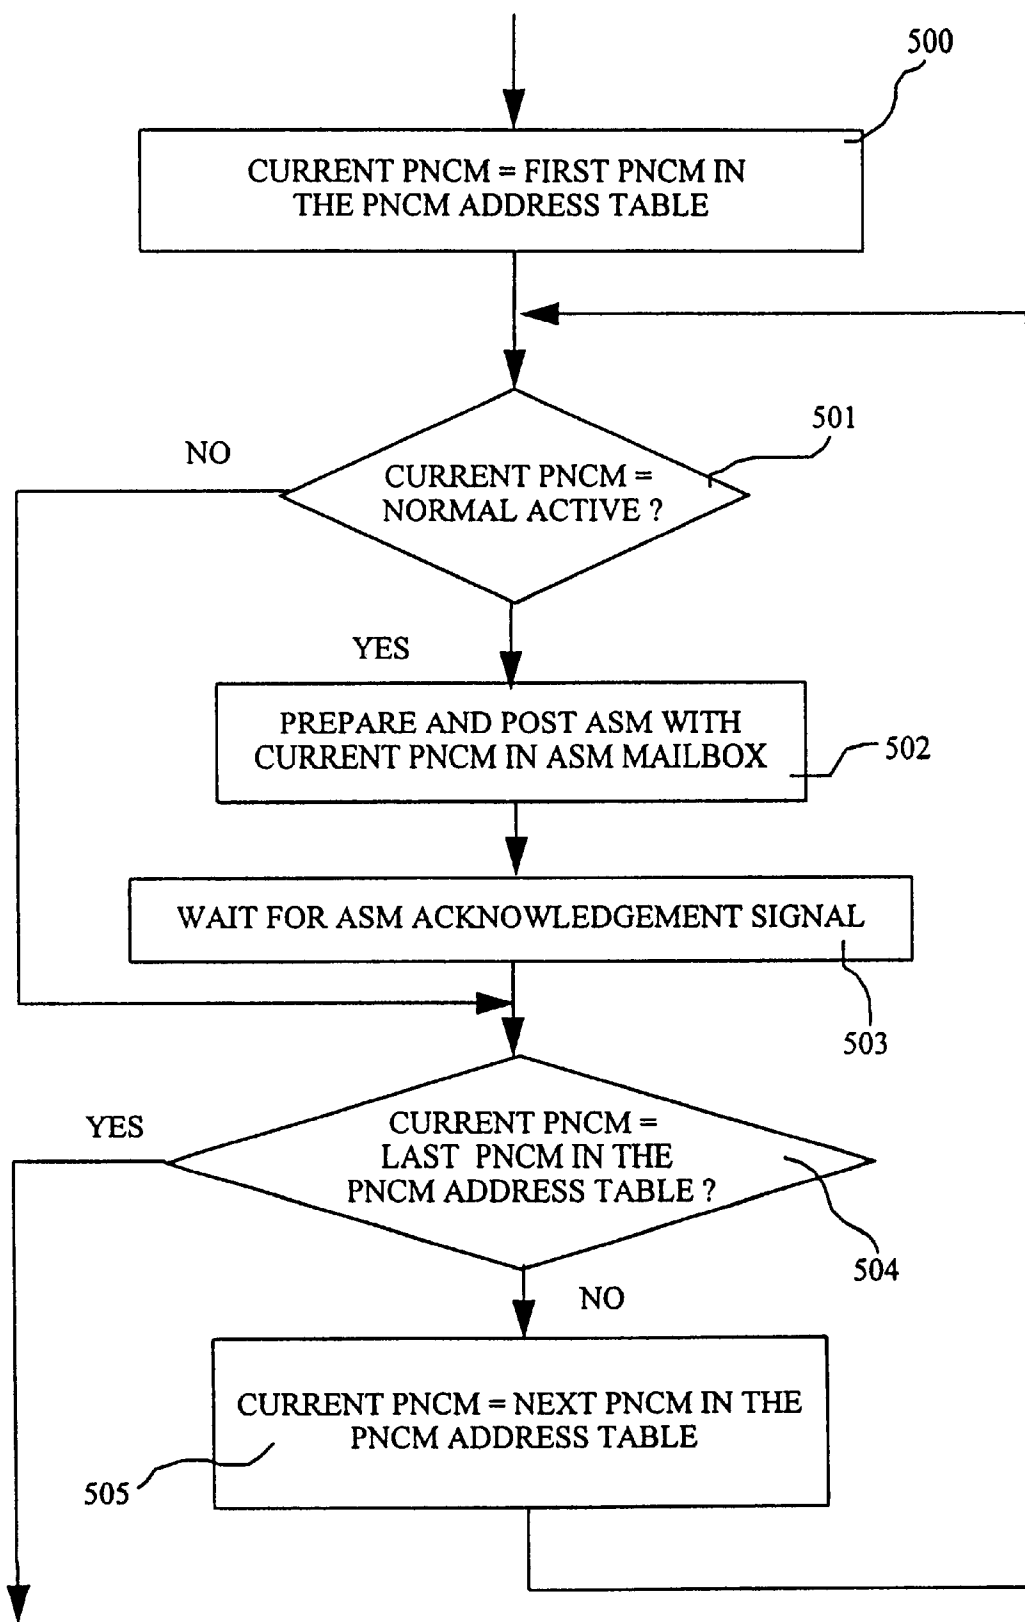 500
CURRENT PNCM = FIRST PNCM IN
THE PNCM ADDRESS TABLE
501
NO
CURRENT PNCM =
NORMAL ACTIVE ?
YES
PREPARE AND POST ASM WITH
CURRENT PNCM IN ASM MAILBOX
502
WAIT FOR ASM ACKNOWLEDGEMENT SIGNAL
503
YES
CURRENT PNCM =
LAST PNCM IN THE
PNCM ADDRESS TABLE ?
504
NO
CURRENT PNCM = NEXT PNCM IN THE
PNCM ADDRESS TABLE
505